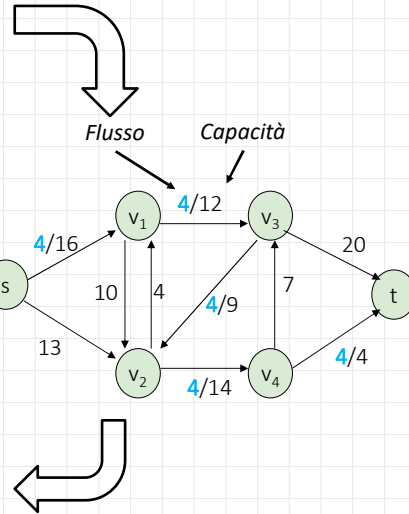 Flusso Capacità
4/12
v1 v3
4/16 20
s 10 4 4/9 7 t
13 4/4
v2 v4
4/14